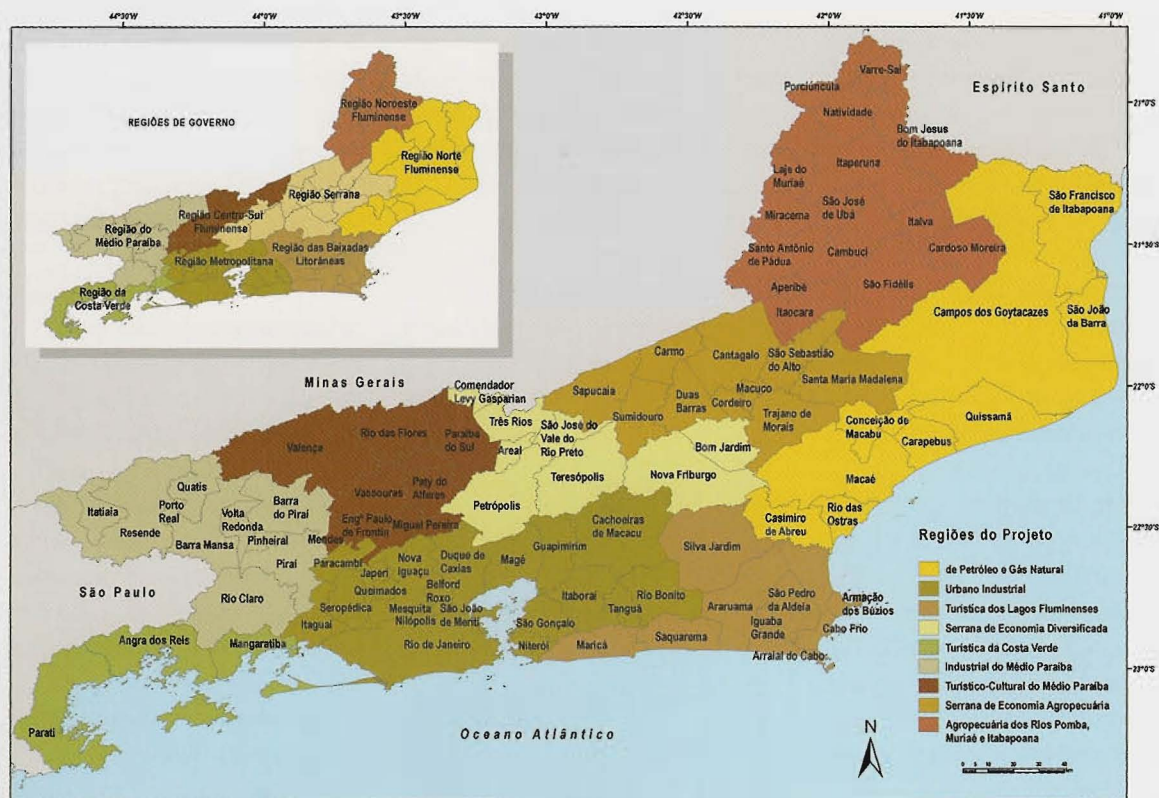 44°30'W
44°00'W
43°30'W
43°00'W
42°30'W
42°00'W
41°30'W
41°0'W
REGIÕES DE GOVERNO
Região Noroeste
Fluminense
Região Norte
Fluminense
Região Serrana
Região Centro-Sul
Fluminense
Região do
Médio Paraíba
Região Metropolitana
Região das Baixadas
Litorâneas
Região da
Costa Verde
Espírito Santo
21°0'S
21°30'S
22°0'S
22°30'S
23°0'S
Varre-Sai
Porciúncula
Natividade
Bom Jesus
do Itabapoana
Itaperuna
Laje do
Muriaé
São José
de Ubá
Miracema
Italva
Santo Antônio
de Pádua
Cambuci
Cardoso Moreira
Aperibé
São Fidélis
Itaocara
São Francisco
de Itabapoana
Campos dos Goytacazes
São João
da Barra
Minas Gerais
Carmo
Cantagalo
São Sebastião
do Alto
Sapucaia
Duas
Barras
Macuco
Cordeiro
Santa Maria Madalena
Sumidouro
Trajano de
Morais
Comendador
Levy Gasparian
Três Rios
São José do
Vale do
Rio Preto
Areal
Bom Jardim
Teresópolis
Nova Friburgo
Petrópolis
Conceição de
Macabu
Quissamã
Carapebus
Macaé
Casimiro
de Abreu
Rio das
Ostras
Valença
Rio das Flores
Paraíba
do Sul
Vassouras
Paty do
Alferes
Engº Paulo
de Frontin
Miguel Pereira
Mendes
Quatis
Itatiaia
Porto
Real
Resende
Volta
Redonda
Barra
do Piraí
Barra Mansa
Pinheiral
Piraí
Rio Claro
São Paulo
Paracambi
Japeri
Nova
Iguaçu
Duque de
Caxias
Magé
Guapimirim
Cachoeiras
de Macacu
Queimados
Belford
Roxo
Seropédica
Mesquita
Nilópolis
São João
de Meriti
Itaguaí
Rio de Janeiro
Itaboraí
Rio Bonito
Tanguá
São Gonçalo
Niterói
Maricá
Saquarema
Silva Jardim
Araruama
São Pedro
da Aldeia
Iguaba
Grande
Armação
dos Búzios
Cabo Frio
Arraial do Cabo
Angra dos Reis
Mangaratiba
Parati
Oceano Atlântico
N
0 5 10 20 30 40
km
Regiões do Projeto
de Petróleo e Gás Natural
Urbano Industrial
Turística dos Lagos Fluminenses
Serrana de Economia Diversificada
Turística da Costa Verde
Industrial do Médio Paraíba
Turístico-Cultural do Médio Paraíba
Serrana de Economia Agropecuária
Agropecuária dos Rios Pomba,
Muriaé e Itabapoana